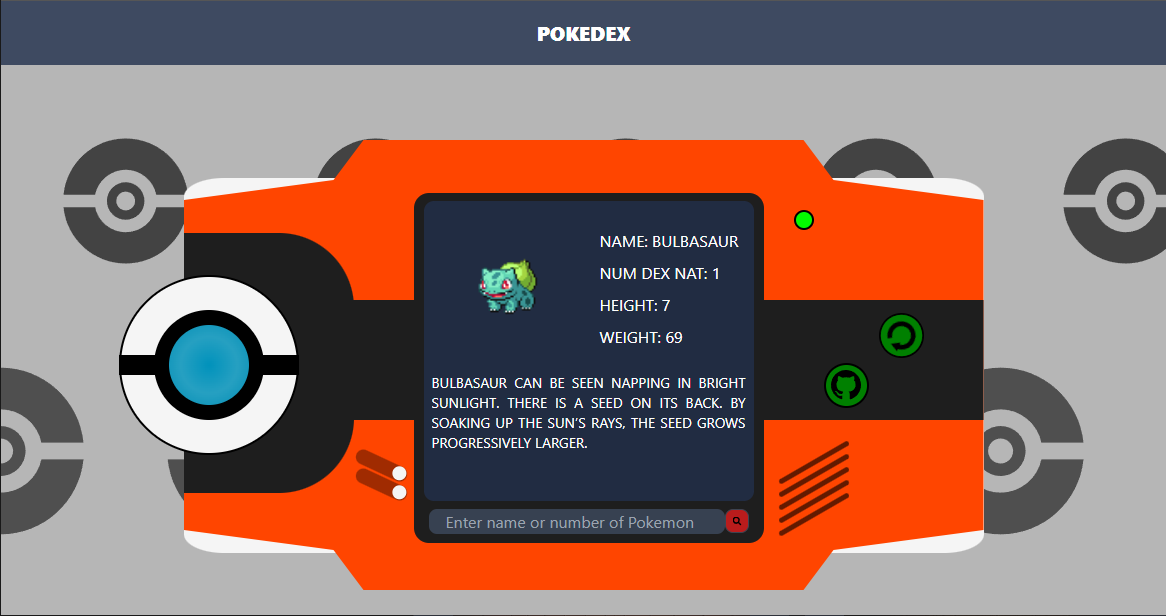 POKEDEX
NAME: BULBASAUR
NUM DEX NAT: 1
HEIGHT: 7
WEIGHT: 69
BULBASAUR CAN BE SEEN NAPPING IN BRIGHT
SUNLIGHT. THERE IS A SEED ON ITS BACK. BY
SOAKING UP THE SUN’S RAYS, THE SEED GROWS
PROGRESSIVELY LARGER.
Enter name or number of Pokemon